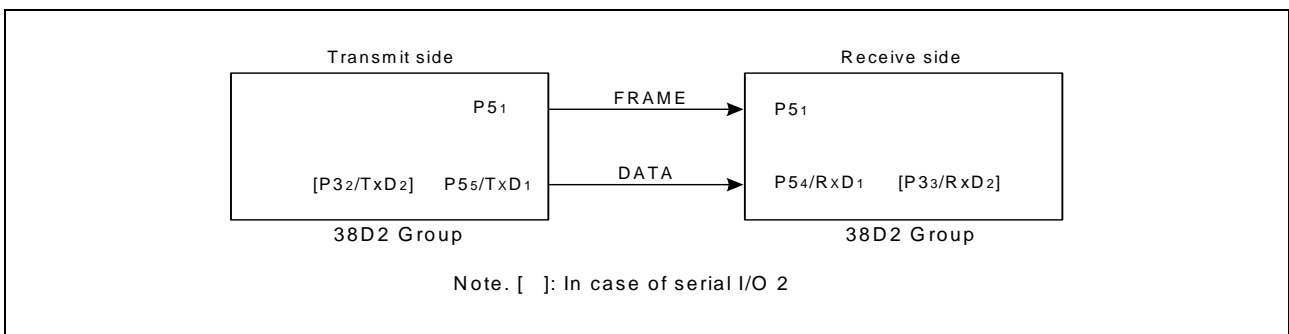 Transmit side
Receive side
P51
FRAME
P51
[P32/TxD2] P55/TxD1
DATA
P54/RxD1 [P33/RxD2]
38D2 Group
38D2 Group
Note. [ ]: In case of serial I/O 2